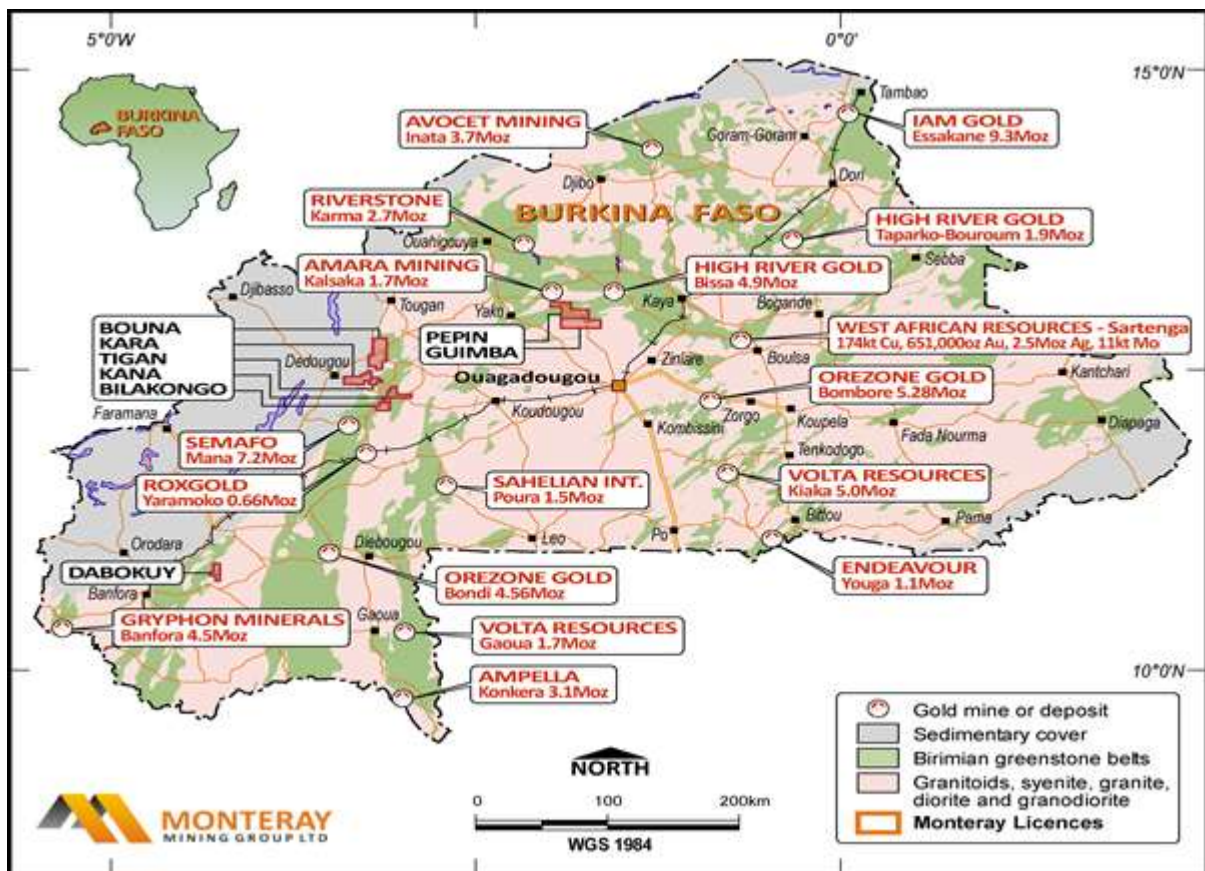 5°0'W
0°0'
15°0'N
BURKINA
FASO
Tambao
AVOCET MINING
Inata 3.7Moz
IAM GOLD
Essakane 9.3Moz
Goram-Goram
Djibo
Dori
RIVERSTONE
Karma 2.7Moz
BURKINA FASO
HIGH RIVER GOLD
Taparko-Bouroum 1.9Moz
Ouahigouya
Sebba
AMARA MINING
Kalsaka 1.7Moz
HIGH RIVER GOLD
Bissa 4.9Moz
Djibasso
Tougan
Yako
Kaya
Bogande
BOUNA
KARA
TIGAN
KANA
BILAKONGO
PEPIN
GUIMBA
WEST AFRICAN RESOURCES - Sartenga
174kt Cu, 651,000oz Au, 2.5Moz Ag, 11kt Mo
Dedougou
Ziniare
Boulsa
Kantchari
Ouagadougou
OREZONE GOLD
Bombore 5.28Moz
Faramana
Koudougou
Zorgo
Koupela
Kombissini
Fada Nourma
Diapaga
SEMAFO
Mana 7.2Moz
Tenkodogo
ROXGOLD
Yaramoko 0.66Moz
SAHELIAN INT.
Poura 1.5Moz
VOLTA RESOURCES
Kiaka 5.0Moz
Orodara
Diebougou
Leo
Po
Bittou
Pama
DABOKUY
Banfora
OREZONE GOLD
Bondi 4.56Moz
ENDEAVOUR
Youga 1.1Moz
GRYPHON MINERALS
Banfora 4.5Moz
Gaoua
VOLTA RESOURCES
Gaoua 1.7Moz
AMPELLA
Konkera 3.1Moz
10°0'N
Gold mine or deposit
Sedimentary cover
Birimian greenstone belts
Granitoids, syenite, granite,
diorite and granodiorite
Monteray Licences
NORTH
0 100 200km
WGS 1984
MONTERAY
MINING GROUP LTD